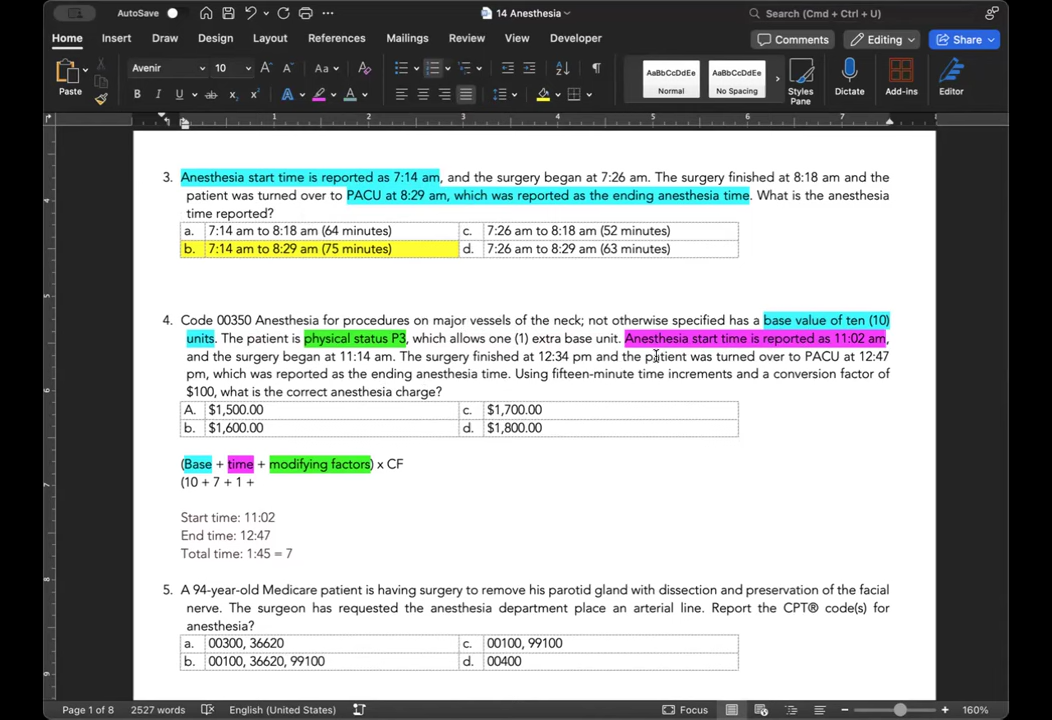 AutoSave
14 Anesthesia
Search (Cmd + Ctrl + U)
Home Insert Draw Design Layout References Mailings Review View Developer
Comments Editing Share
Paste
Avenir 10
Aa
B I U ab x₂ x² A A
AaBbCcDdEe
Normal
AaBbCcDdEe
No Spacing
Styles Pane
Dictate
Add-ins
Editor
1 2 3 4 5 6 7
3. Anesthesia start time is reported as 7:14 am, and the surgery began at 7:26 am. The surgery finished at 8:18 am and the
patient was turned over to PACU at 8:29 am, which was reported as the ending anesthesia time. What is the anesthesia
time reported?
a. 7:14 am to 8:18 am (64 minutes) c. 7:26 am to 8:18 am (52 minutes)
b. 7:14 am to 8:29 am (75 minutes) d. 7:26 am to 8:29 am (63 minutes)
4. Code 00350 Anesthesia for procedures on major vessels of the neck; not otherwise specified has a base value of ten (10)
units. The patient is physical status P3, which allows one (1) extra base unit. Anesthesia start time is reported as 11:02 am,
and the surgery began at 11:14 am. The surgery finished at 12:34 pm and the patient was turned over to PACU at 12:47
pm, which was reported as the ending anesthesia time. Using fifteen-minute time increments and a conversion factor of
$100, what is the correct anesthesia charge?
A. $1,500.00 c. $1,700.00
b. $1,600.00 d. $1,800.00
(Base + time + modifying factors) x CF
(10 + 7 + 1 +
Start time: 11:02
End time: 12:47
Total time: 1:45 = 7
5. A 94-year-old Medicare patient is having surgery to remove his parotid gland with dissection and preservation of the facial
nerve. The surgeon has requested the anesthesia department place an arterial line. Report the CPT® code(s) for
anesthesia?
a. 00300, 36620 c. 00100, 99100
b. 00100, 36620, 99100 d. 00400
Page 1 of 8 2527 words English (United States) Focus 160%